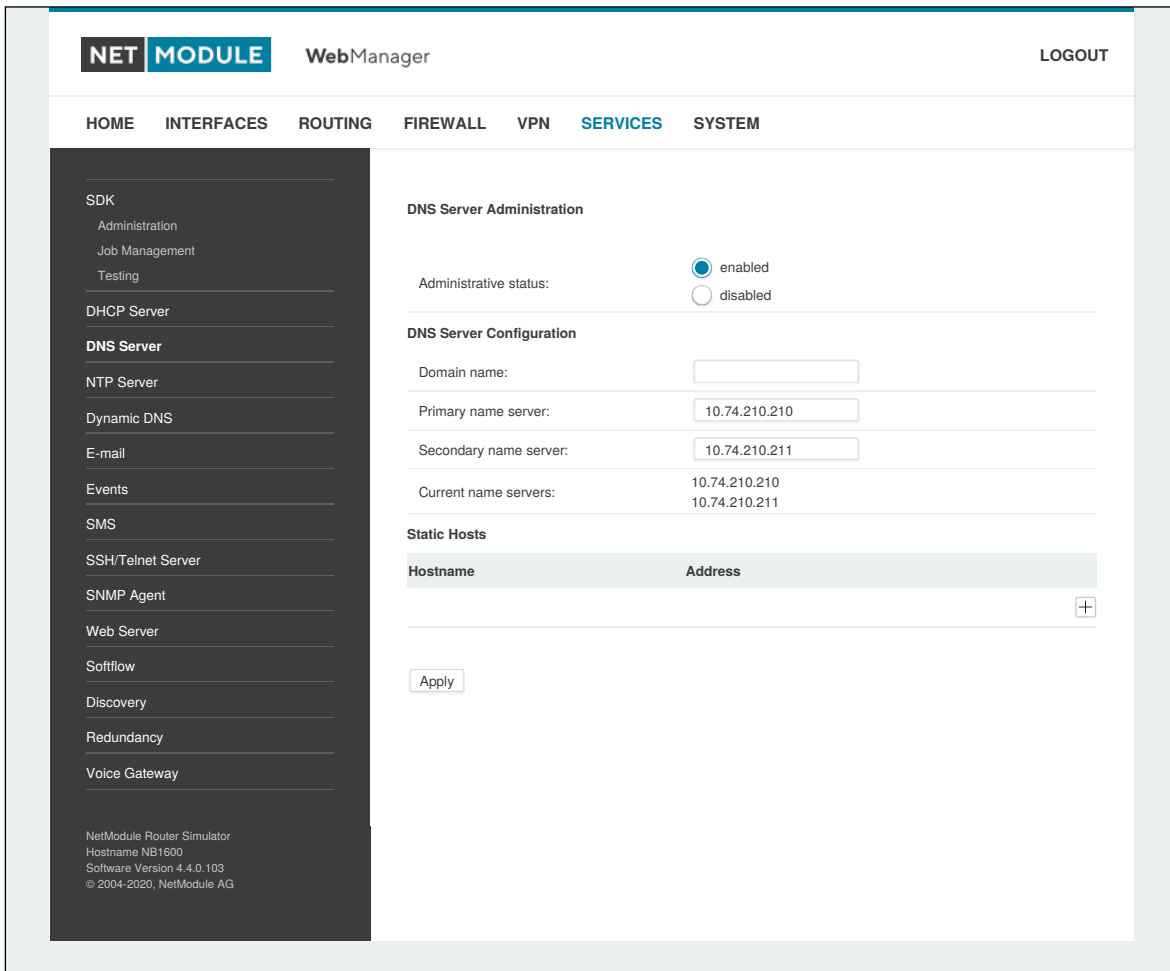 NET MODULE WebManager LOGOUT
HOME INTERFACES ROUTING FIREWALL VPN SERVICES SYSTEM
SDK
Administration
Job Management
Testing
DHCP Server
DNS Server
NTP Server
Dynamic DNS
E-mail
Events
SMS
SSH/Telnet Server
SNMP Agent
Web Server
Softflow
Discovery
Redundancy
Voice Gateway
NetModule Router Simulator
Hostname NB1600
Software Version 4.4.0.103
© 2004-2020, NetModule AG
DNS Server Administration
Administrative status: enabled
disabled
DNS Server Configuration
Domain name:
Primary name server: 10.74.210.210
Secondary name server: 10.74.210.211
Current name servers: 10.74.210.210
10.74.210.211
Static Hosts
Hostname Address
Apply